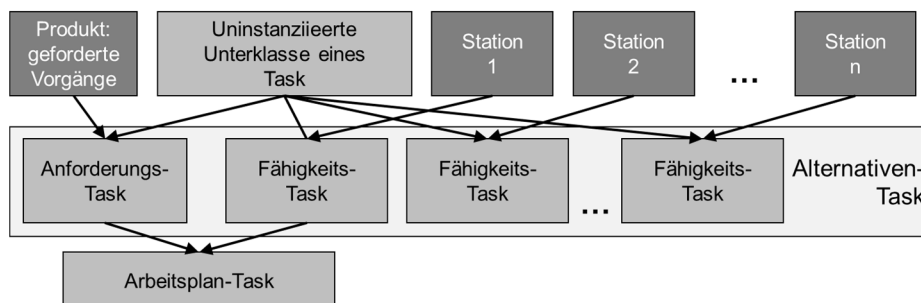 Produkt:
geforderte
Vorgänge
Uninstanziieerte
Unterklasse eines
Task
Station
1
Station
2
...
Station
n
Anforderungs-
Task
Fähigkeits-
Task
Fähigkeits-
Task
...
Fähigkeits-
Task
Alternativen-
Task
Arbeitsplan-Task